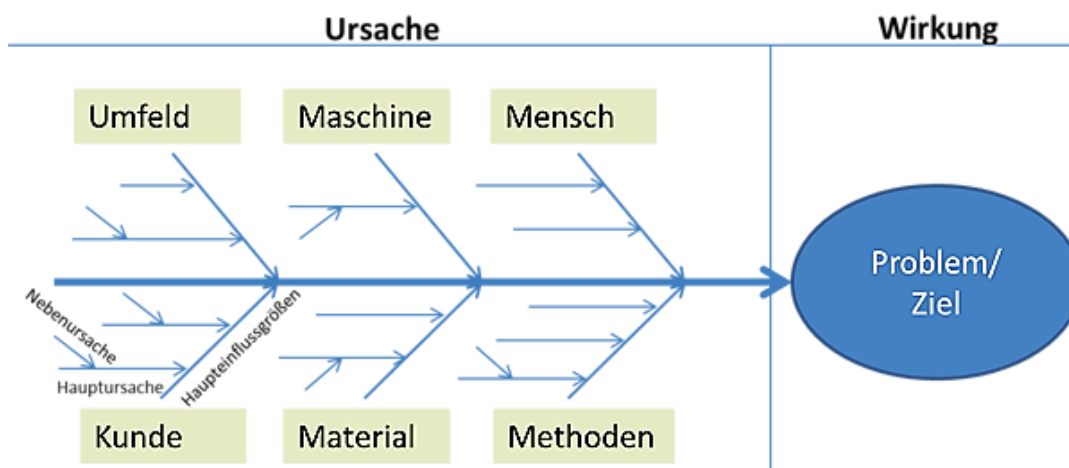 Ursache
Wirkung
Umfeld
Maschine
Mensch
Problem/
Ziel
Nebenursache
Hauptursache
Haupteinflussgrößen
Kunde
Material
Methoden